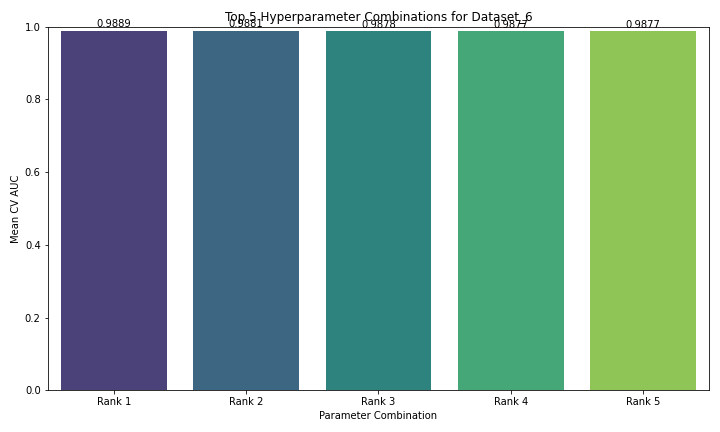 Top 5 Hyperparameter Combinations for Dataset_6
0.9889 0.9881 0.9878 0.9877 0.9877
1.0
0.8
0.6
0.4
0.2
0.0
Mean CV AUC
Rank 1 Rank 2 Rank 3 Rank 4 Rank 5
Parameter Combination